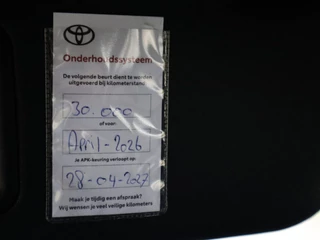 Onderhoudssysteem
De volgende beurt dient te worden
uitgevoerd bij kilometerstand:
30.000
of voor:
April-2026
Je APK-keuring verloopt op:
28-04-2027
Maak je tijdig een afspraak?
Wij wensen je veel veilige kilometers